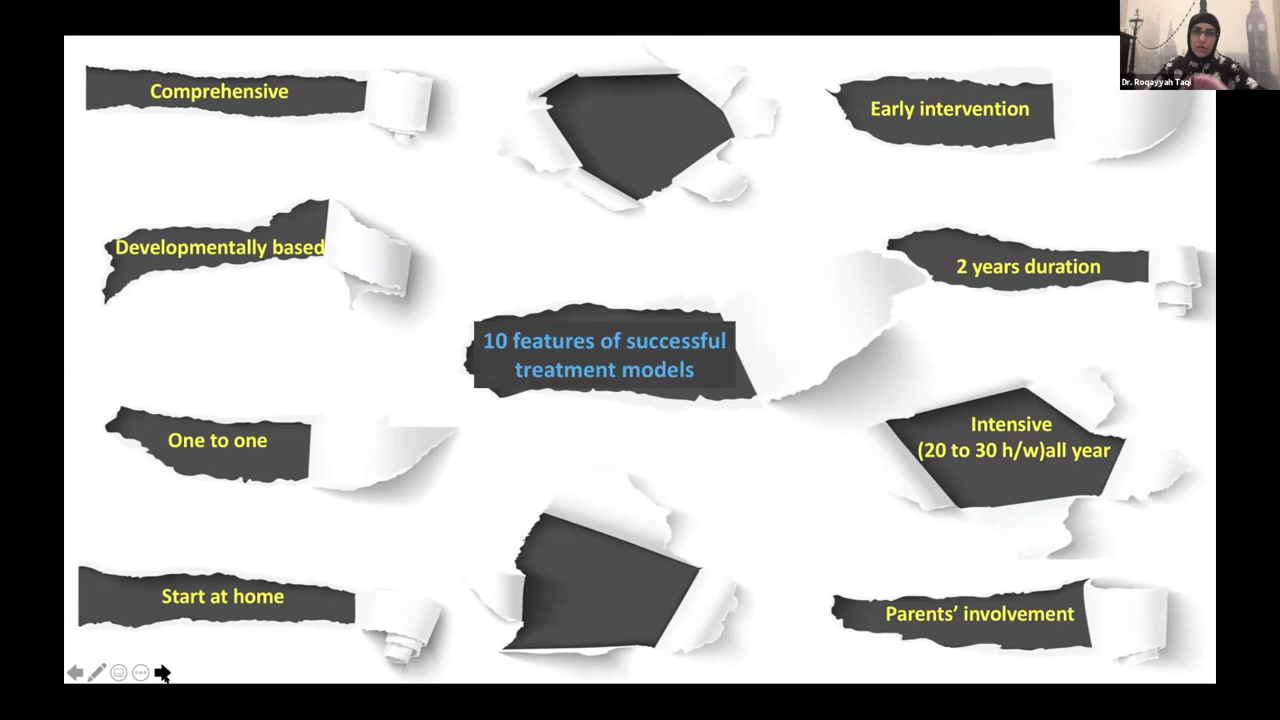 Dr. Roqayyah Taqi
Comprehensive
Early intervention
Developmentally based
2 years duration
10 features of successful
treatment models
One to one
Intensive
(20 to 30 h/w)all year
Start at home
Parents’ involvement